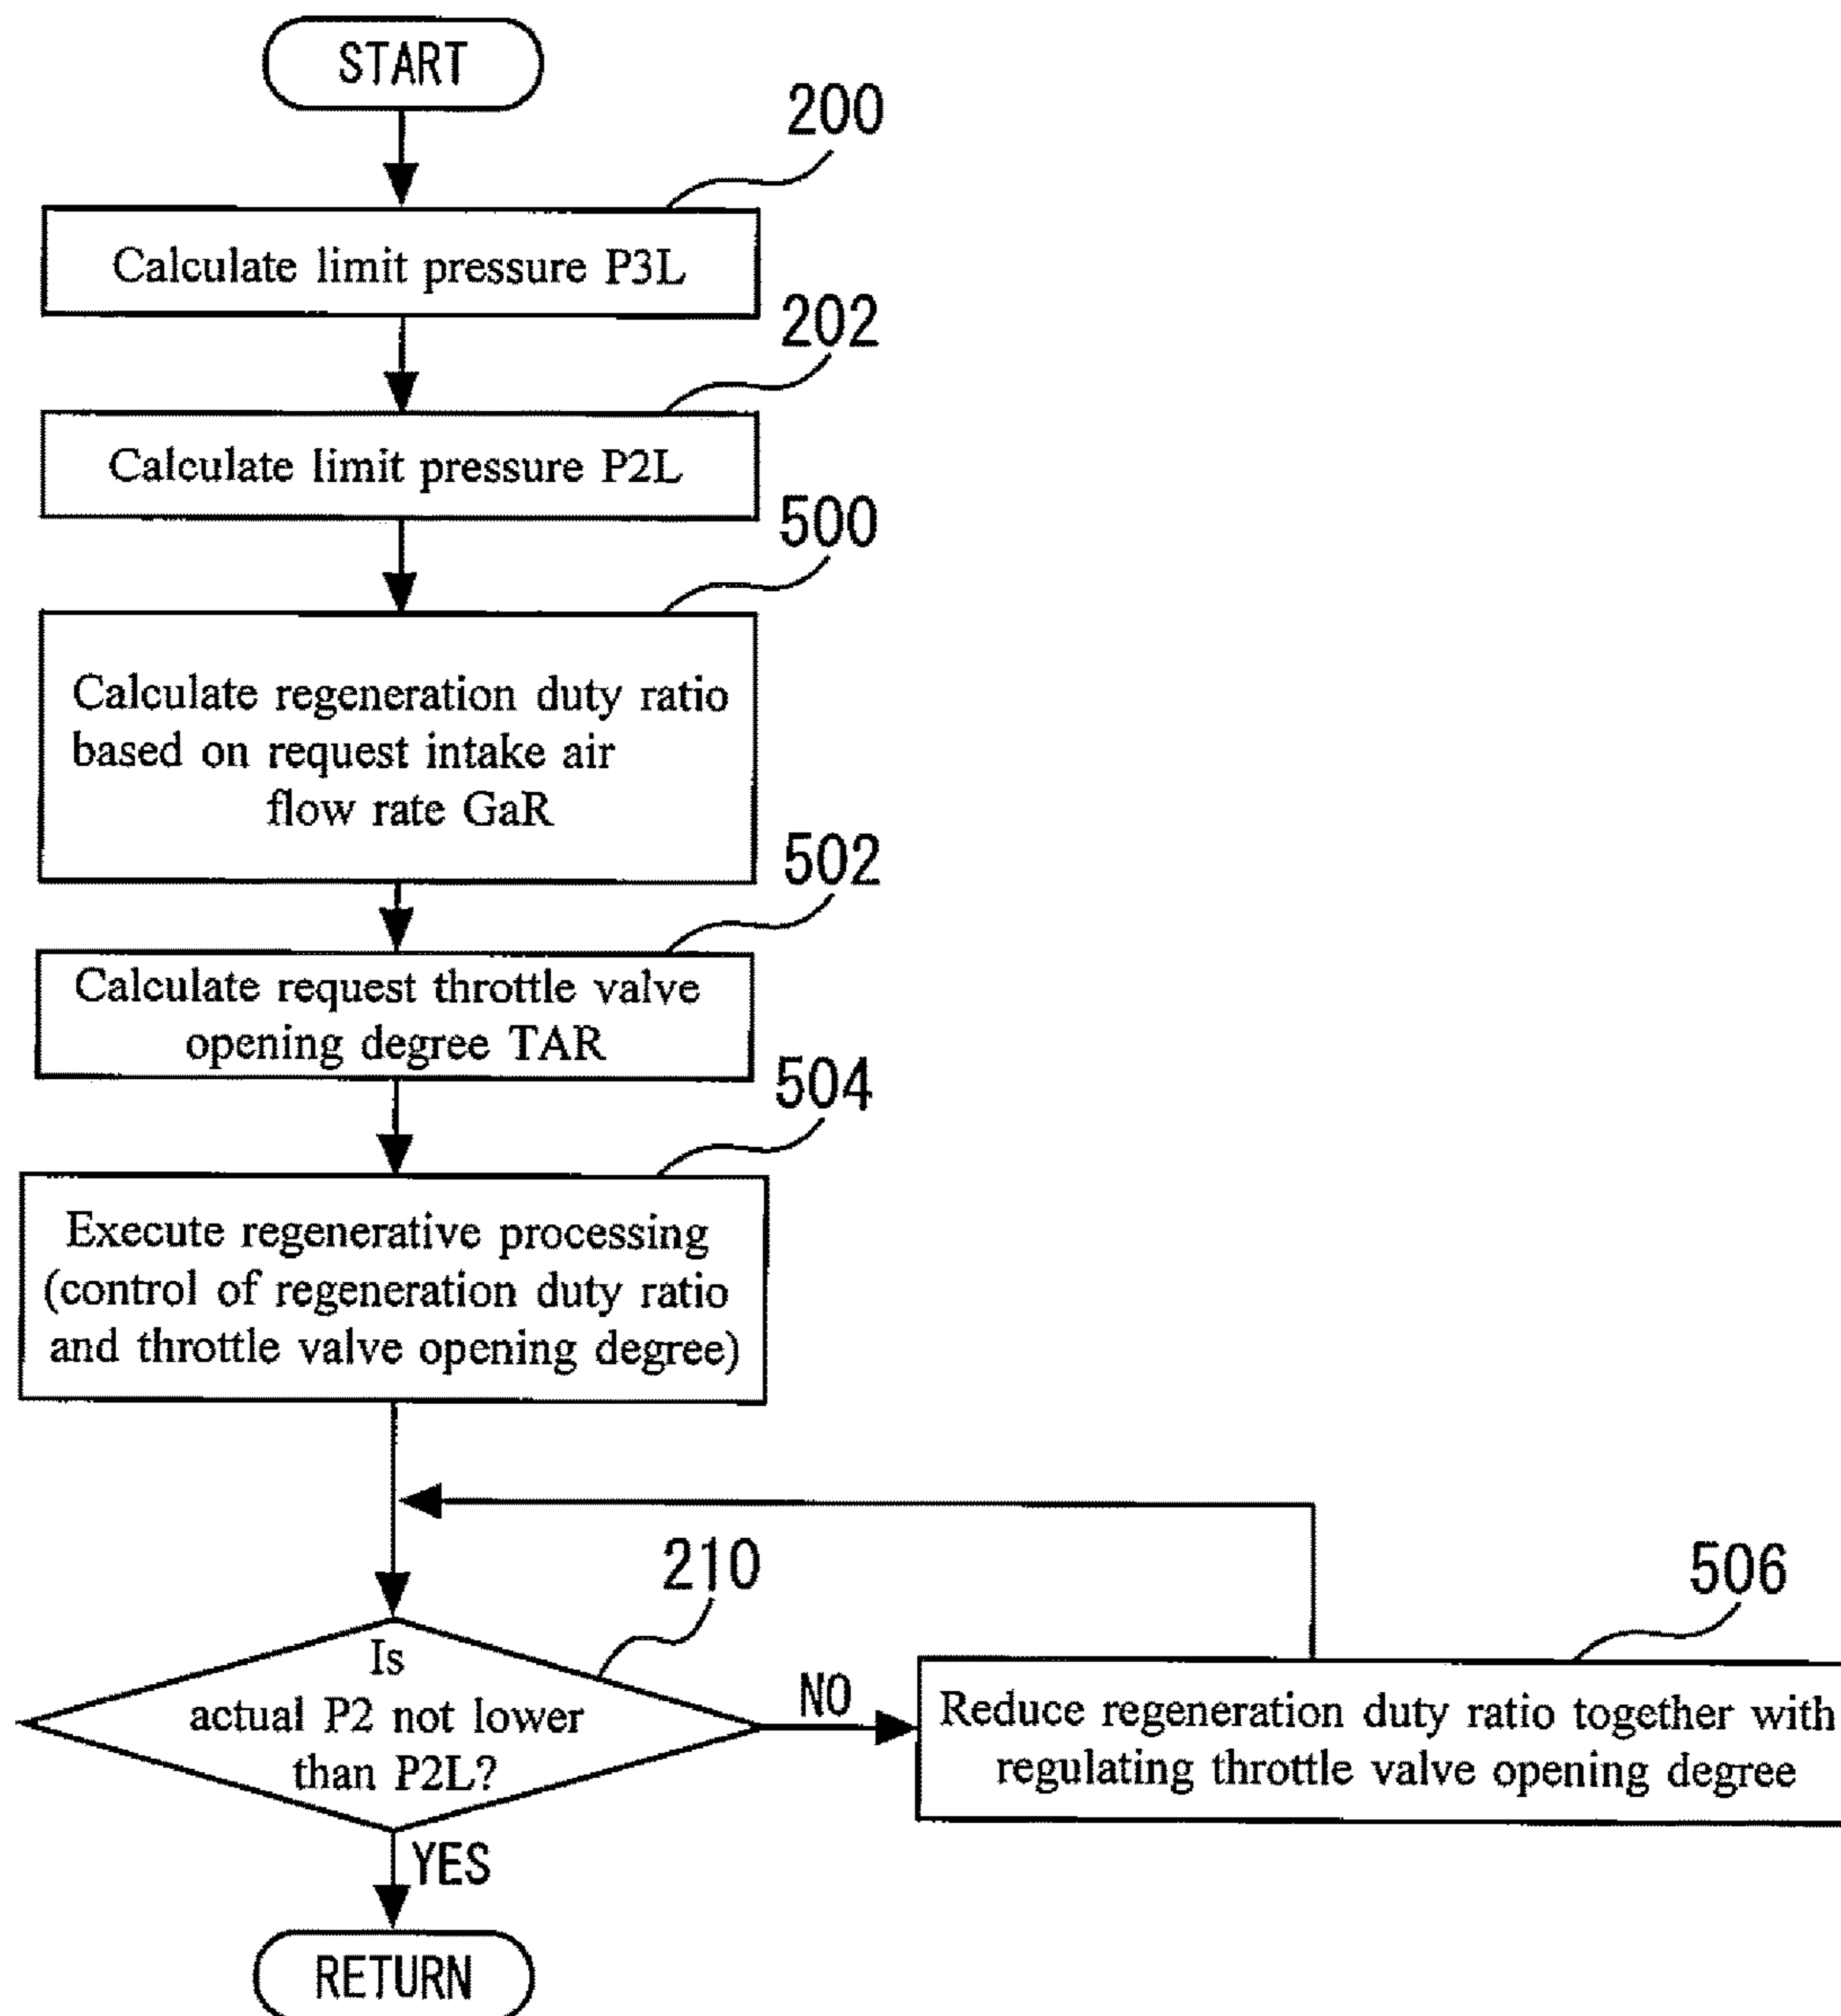 START
200
Calculate limit pressure P3L
202
Calculate limit pressure P2L
500
Calculate regeneration duty ratio
based on request intake air
flow rate GaR
502
Calculate request throttle valve
opening degree TAR
504
Execute regenerative processing
(control of regeneration duty ratio
and throttle valve opening degree)
210
Is
actual P2 not lower
than P2L?
NO
506
Reduce regeneration duty ratio together with
regulating throttle valve opening degree
YES
RETURN